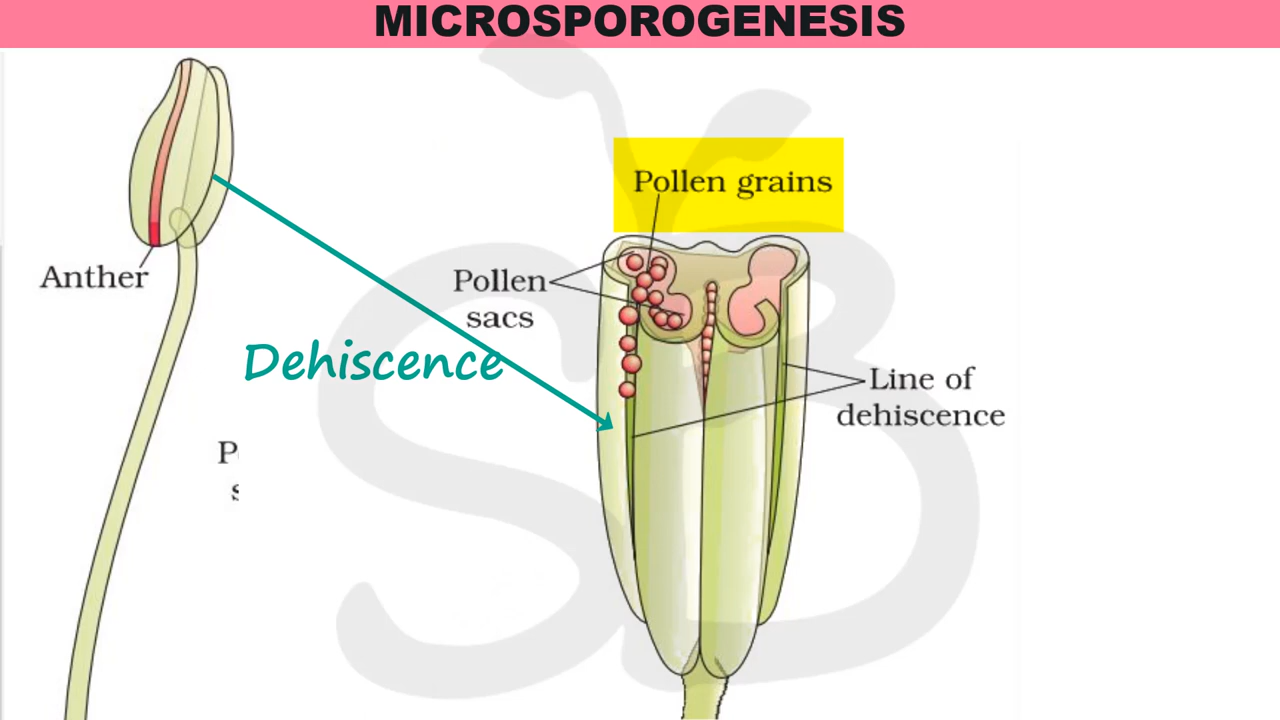 MICROSPOROGENESIS
Pollen grains
Anther
Pollen
sacs
Dehiscence
Line of
dehiscence
P
s